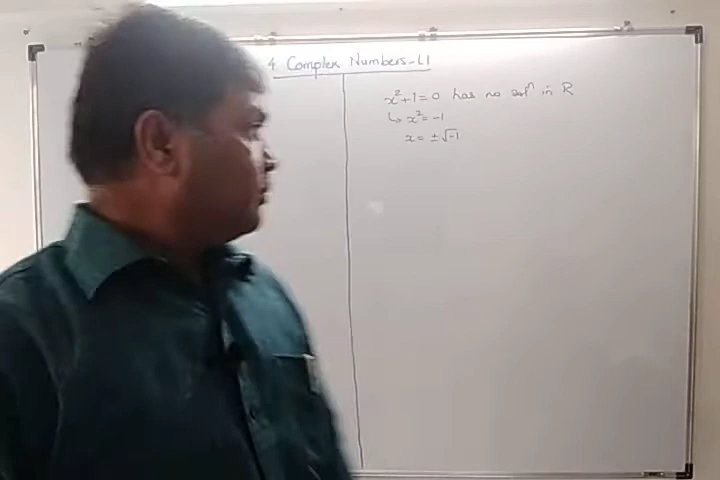 4 Complex Numbers-L1
x²+1=0 has no solⁿ in R
↳ x²=-1
x= ±√-1